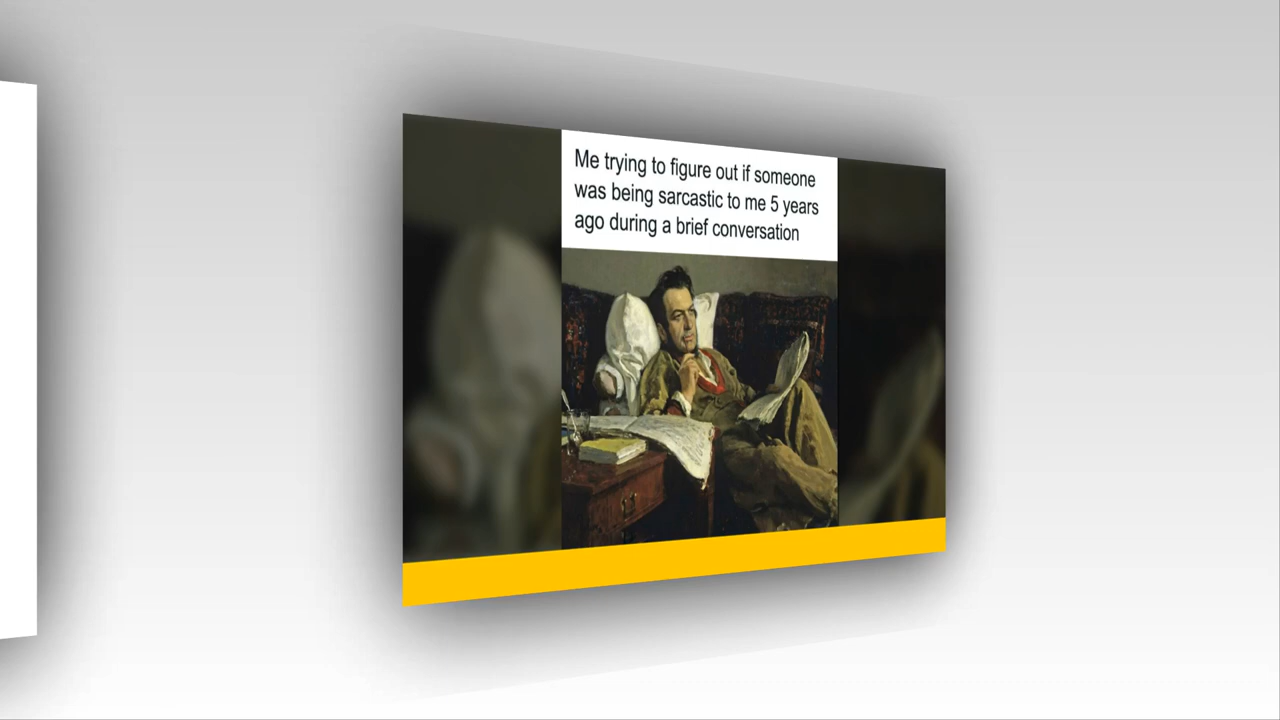 Me trying to figure out if someone
was being sarcastic to me 5 years
ago during a brief conversation